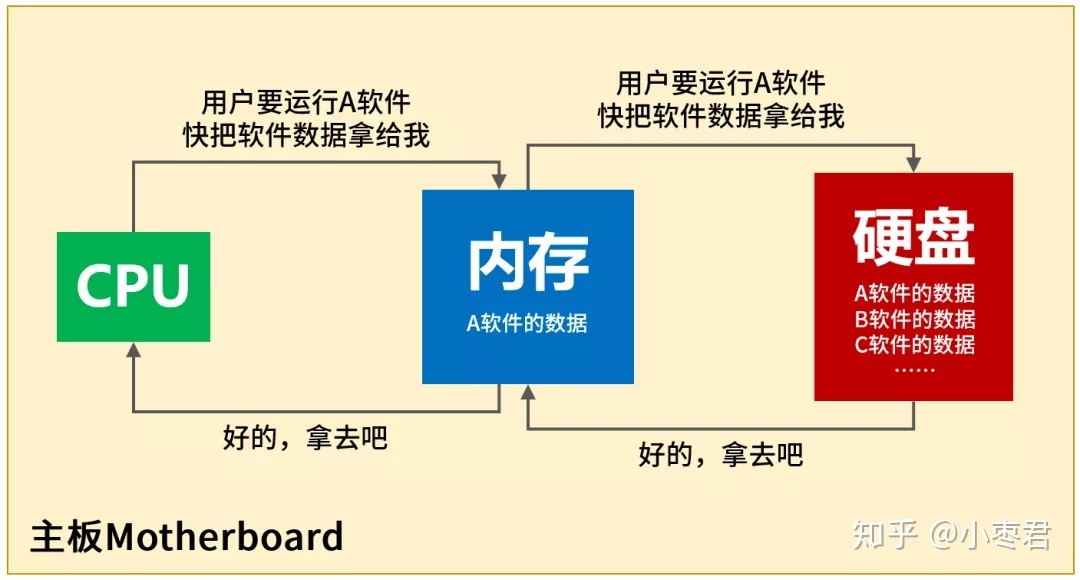 用户要运行A软件
快把软件数据拿给我
用户要运行A软件
快把软件数据拿给我
CPU
内存
A软件的数据
硬盘
A软件的数据
B软件的数据
C软件的数据
······
好的，拿去吧
好的，拿去吧
主板Motherboard
知乎 @小枣君